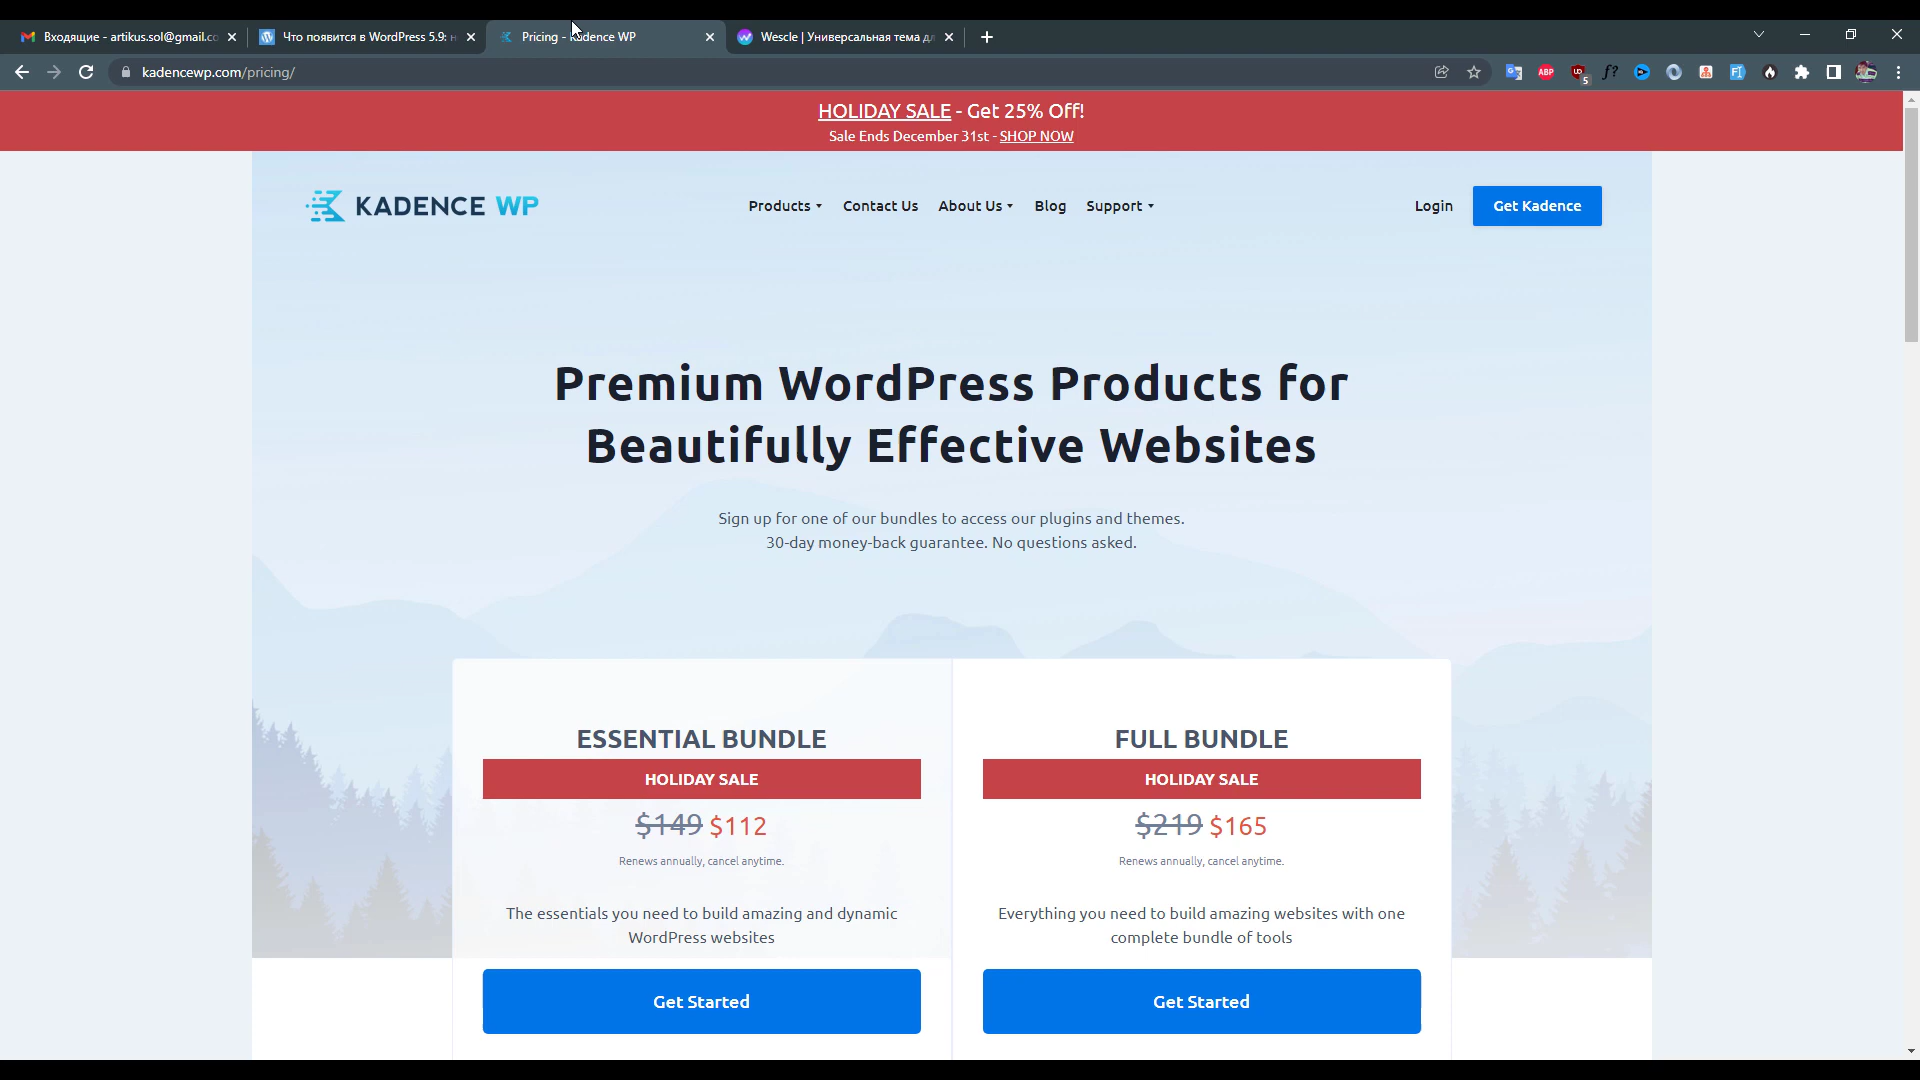 Входящие - artikus.sol@gmail.co
Что появится в WordPress 5.9: н
Pricing - Kadence WP
Wescle | Универсальная тема дл
kadencewp.com/pricing/
ABP
5
f?
HOLIDAY SALE - Get 25% Off!
Sale Ends December 31st - SHOP NOW
KADENCE WP
Products
Contact Us
About Us
Blog
Support
Login
Get Kadence
Premium WordPress Products for
Beautifully Effective Websites
Sign up for one of our bundles to access our plugins and themes.
30-day money-back guarantee. No questions asked.
ESSENTIAL BUNDLE
HOLIDAY SALE
$149 $112
Renews annually, cancel anytime.
The essentials you need to build amazing and dynamic
WordPress websites
Get Started
FULL BUNDLE
HOLIDAY SALE
$219 $165
Renews annually, cancel anytime.
Everything you need to build amazing websites with one
complete bundle of tools
Get Started